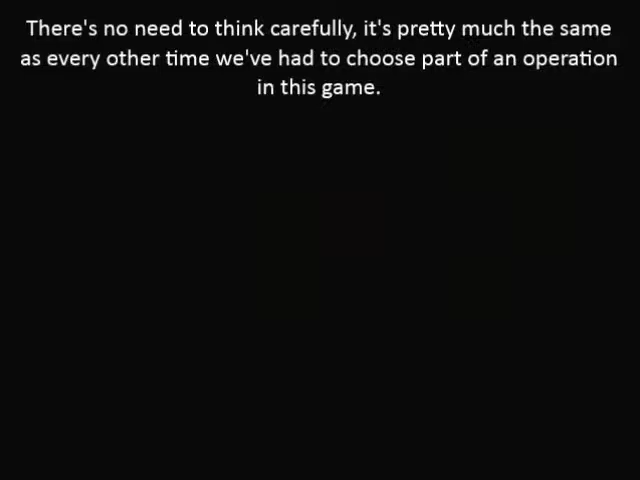 There's no need to think carefully, it's pretty much the same
as every other time we've had to choose part of an operation
in this game.